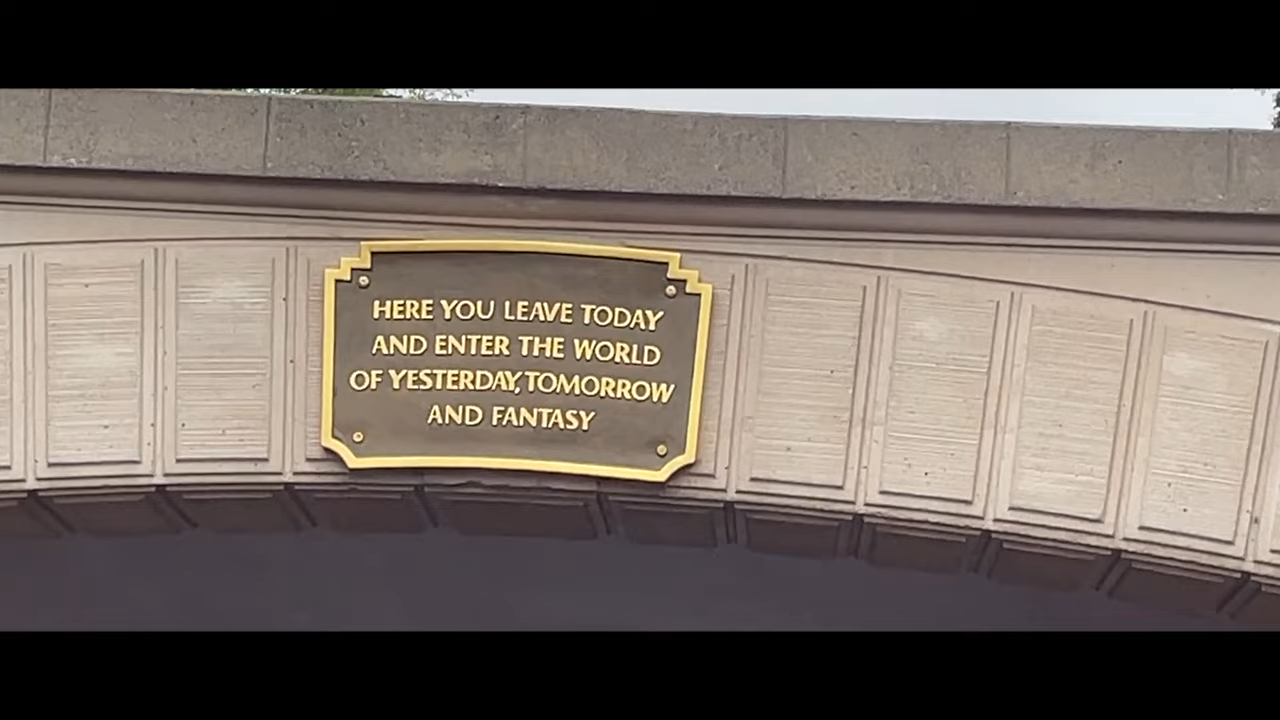 HERE YOU LEAVE TODAY
AND ENTER THE WORLD
OF YESTERDAY, TOMORROW
AND FANTASY